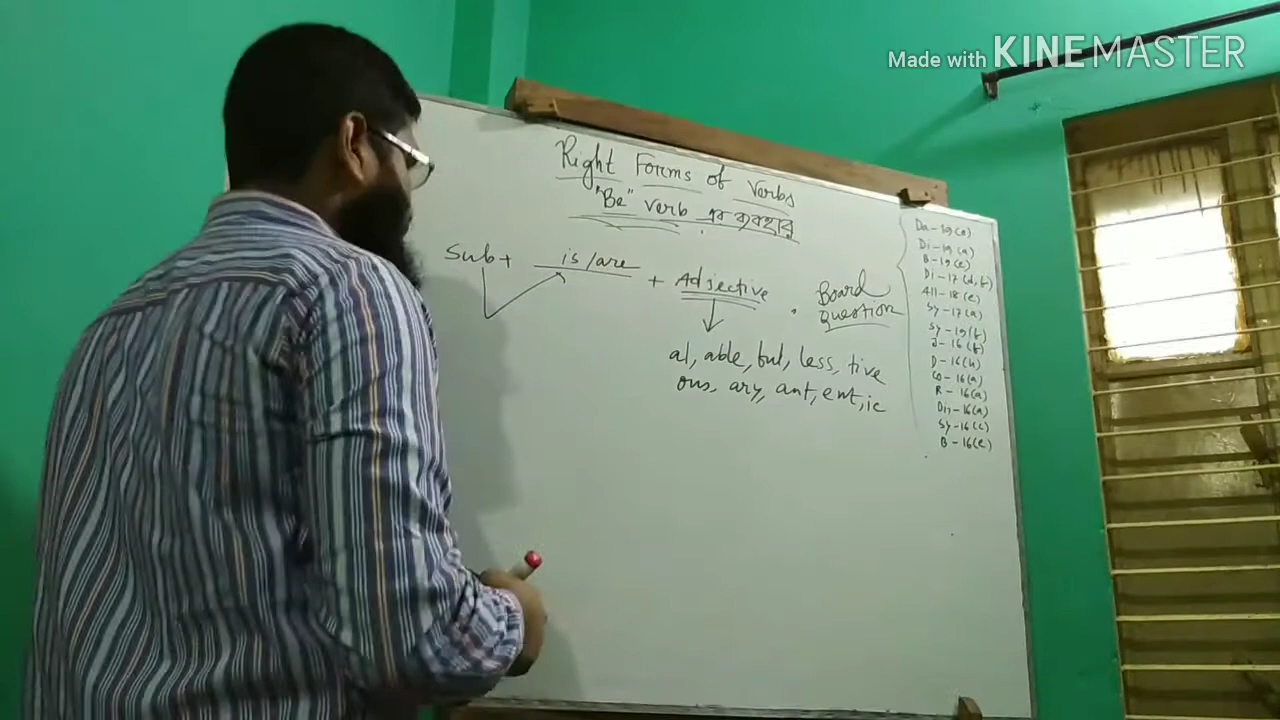 Made with KINEMASTER
Right Forms of Verbs
"Be" verb এর ব্যবহার
Sub + is/are + Adjective.
al, able, ful, less, tive
ous, ary, ant, ent, ic
Board
Question
Da-19(a)
Di-19(a)
B-19(e)
Di-17(d,f)
All-18(e)
Sy-17(a)
Sy-19(f)
J-16(f)
D-16(h)
Co-16(a)
R-16(a)
Din-16(a)
Sy-16(c)
B-16(e)